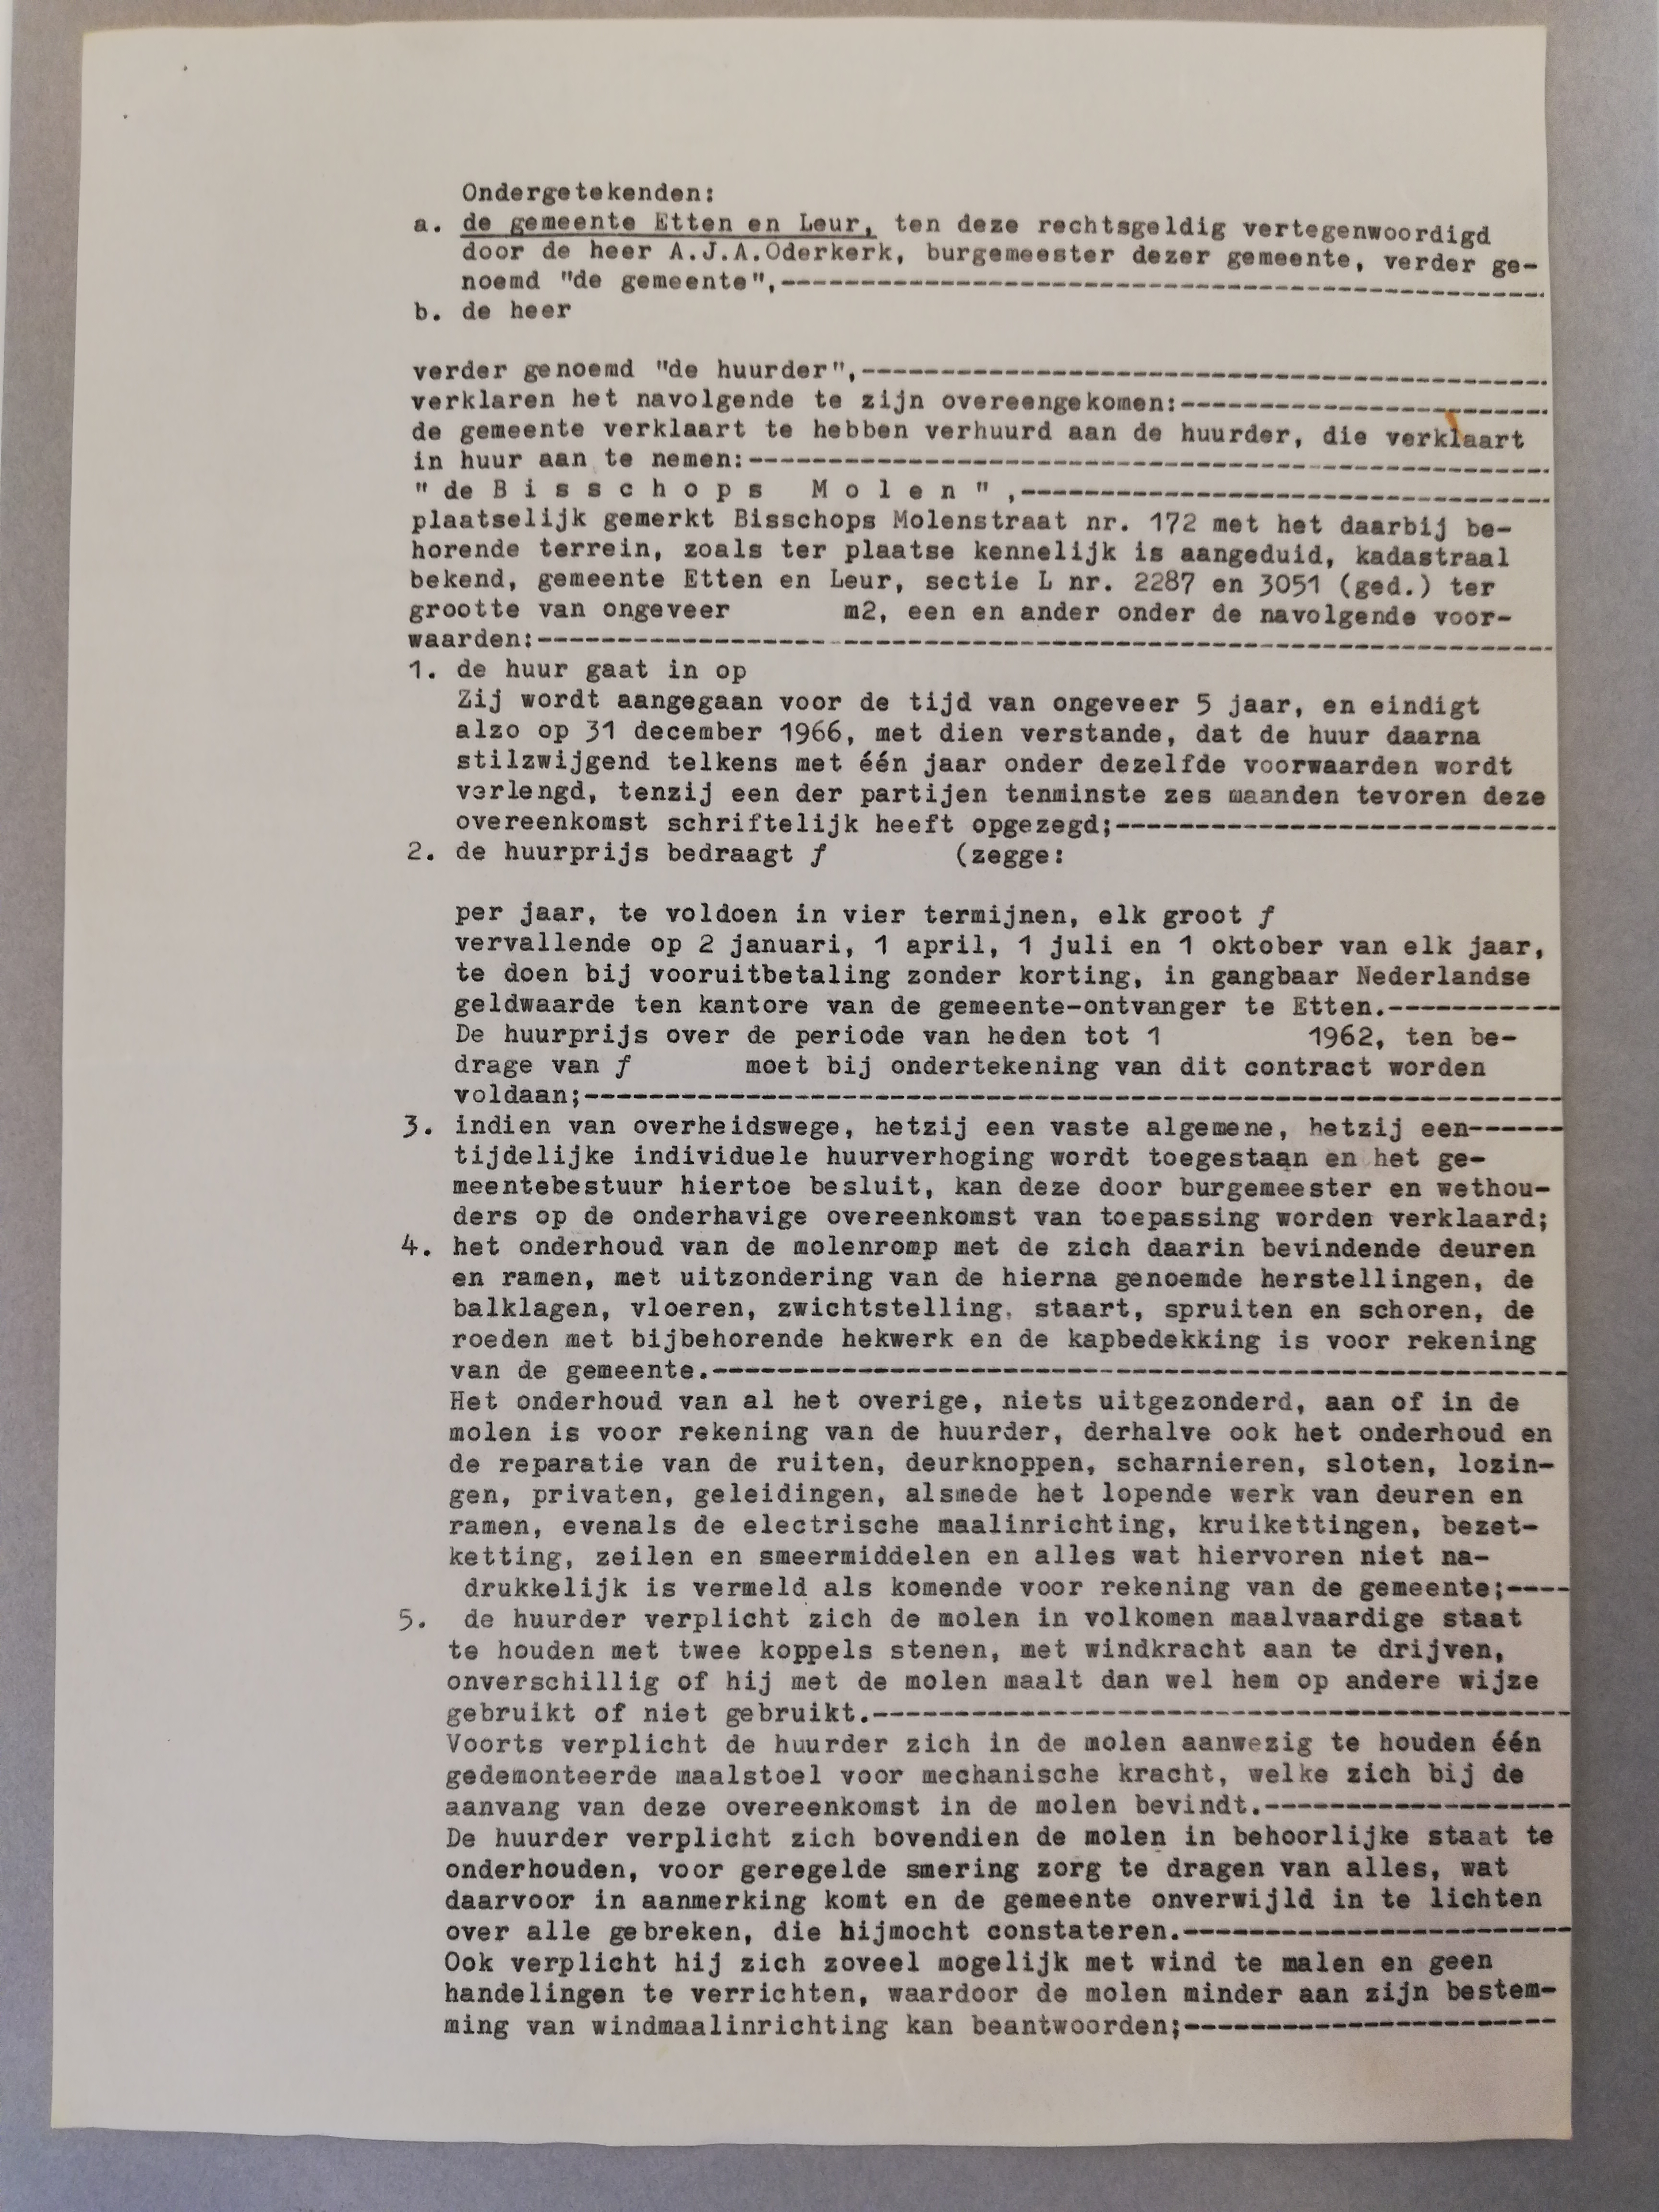 Ondergetekenden:
a. de gemeente Etten en Leur, ten deze rechtsgeldig vertegenwoordigd
door de heer A.J.A.Oderkerk, burgemeester dezer gemeente, verder ge-
noemd "de gemeente",------------------------------------------------
b. de heer
verder genoemd "de huurder",--------------------------------------------
verklaren het navolgende te zijn overeengekomen:-----------------------
de gemeente verklaart te hebben verhuurd aan de huurder, die verklaart
in huur aan te nemen:--------------------------------------------------
" de B i s s c h o p s   M o l e n " ,---------------------------------
plaatselijk gemerkt Bisschops Molenstraat nr. 172 met het daarbij be-
horende terrein, zoals ter plaatse kennelijk is aangeduid, kadastraal
bekend, gemeente Etten en Leur, sectie L nr. 2287 en 3051 (ged.) ter
grootte van ongeveer       m2, een en ander onder de navolgende voor-
waarden:---------------------------------------------------------------
1. de huur gaat in op
Zij wordt aangegaan voor de tijd van ongeveer 5 jaar, en eindigt
alzo op 31 december 1966, met dien verstande, dat de huur daarna
stilzwijgend telkens met één jaar onder dezelfde voorwaarden wordt
verlengd, tenzij een der partijen tenminste zes maanden tevoren deze
overeenkomst schriftelijk heeft opgezegd;----------------------------
2. de huurprijs bedraagt ƒ        (zegge:
per jaar, te voldoen in vier termijnen, elk groot ƒ
vervallende op 2 januari, 1 april, 1 juli en 1 oktober van elk jaar,
te doen bij vooruitbetaling zonder korting, in gangbaar Nederlandse
geldwaarde ten kantore van de gemeente-ontvanger te Etten.-----------
De huurprijs over de periode van heden tot 1         1962, ten be-
drage van ƒ       moet bij ondertekening van dit contract worden
voldaan;-------------------------------------------------------------
3. indien van overheidswege, hetzij een vaste algemene, hetzij een------
tijdelijke individuele huurverhoging wordt toegestaan en het ge-
meentebestuur hiertoe besluit, kan deze door burgemeester en wethou-
ders op de onderhavige overeenkomst van toepassing worden verklaard;
4. het onderhoud van de molenromp met de zich daarin bevindende deuren
en ramen, met uitzondering van de hierna genoemde herstellingen, de
balklagen, vloeren, zwichtstelling, staart, spruiten en schoren, de
roeden met bijbehorende hekwerk en de kapbedekking is voor rekening
van de gemeente.-----------------------------------------------------
Het onderhoud van al het overige, niets uitgezonderd, aan of in de
molen is voor rekening van de huurder, derhalve ook het onderhoud en
de reparatie van de ruiten, deurknoppen, scharnieren, sloten, lozin-
gen, privaten, geleidingen, alsmede het lopende werk van deuren en
ramen, evenals de electrische maalinrichting, kruikettingen, bezet-
ketting, zeilen en smeermiddelen en alles wat hiervoren niet na-
drukkelijk is vermeld als komende voor rekening van de gemeente;----
5. de huurder verplicht zich de molen in volkomen maalvaardige staat
te houden met twee koppels stenen, met windkracht aan te drijven,
onverschillig of hij met de molen maalt dan wel hem op andere wijze
gebruikt of niet gebruikt.-------------------------------------------
Voorts verplicht de huurder zich in de molen aanwezig te houden één
gedemonteerde maalstoel voor mechanische kracht, welke zich bij de
aanvang van deze overeenkomst in de molen bevindt.-------------------
De huurder verplicht zich bovendien de molen in behoorlijke staat te
onderhouden, voor geregelde smering zorg te dragen van alles, wat
daarvoor in aanmerking komt en de gemeente onverwijld in te lichten
over alle gebreken, die hijmocht constateren.------------------------
Ook verplicht hij zich zoveel mogelijk met wind te malen en geen
handelingen te verrichten, waardoor de molen minder aan zijn bestem-
ming van windmaalinrichting kan beantwoorden;-----------------------